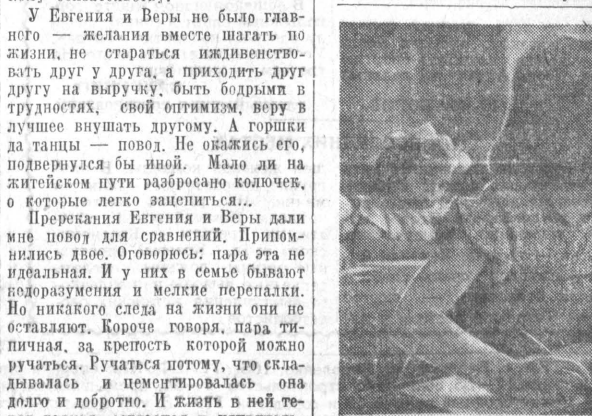 У Евгения и Веры не было глав-
ного — желания вместе шагать по
жизни, не стараться иждивенство-
вать друг у друга, а приходить друг
другу на выручку, быть бодрыми в
трудностях, свой оптимизм, веру в
лучшее внушать другому. А горшки
да танцы — повод. Не окажись его,
подвернулся бы иной. Мало ли на
житейском пути разбросано колючек,
о которые легко зацепиться...
Пререкания Евгения и Веры дали
мне повод для сравнений. Припом-
нились двое. Оговорюсь: пара эта не
идеальная. И у них в семье бывают
недоразумения и мелкие перепалки.
Но никакого следа на жизни они не
оставляют. Короче говоря, пара ти-
пичная, за крепость которой можно
ручаться. Ручаться потому, что скла-
дывалась и цементировалась она
долго и добротно. И жизнь в ней те-